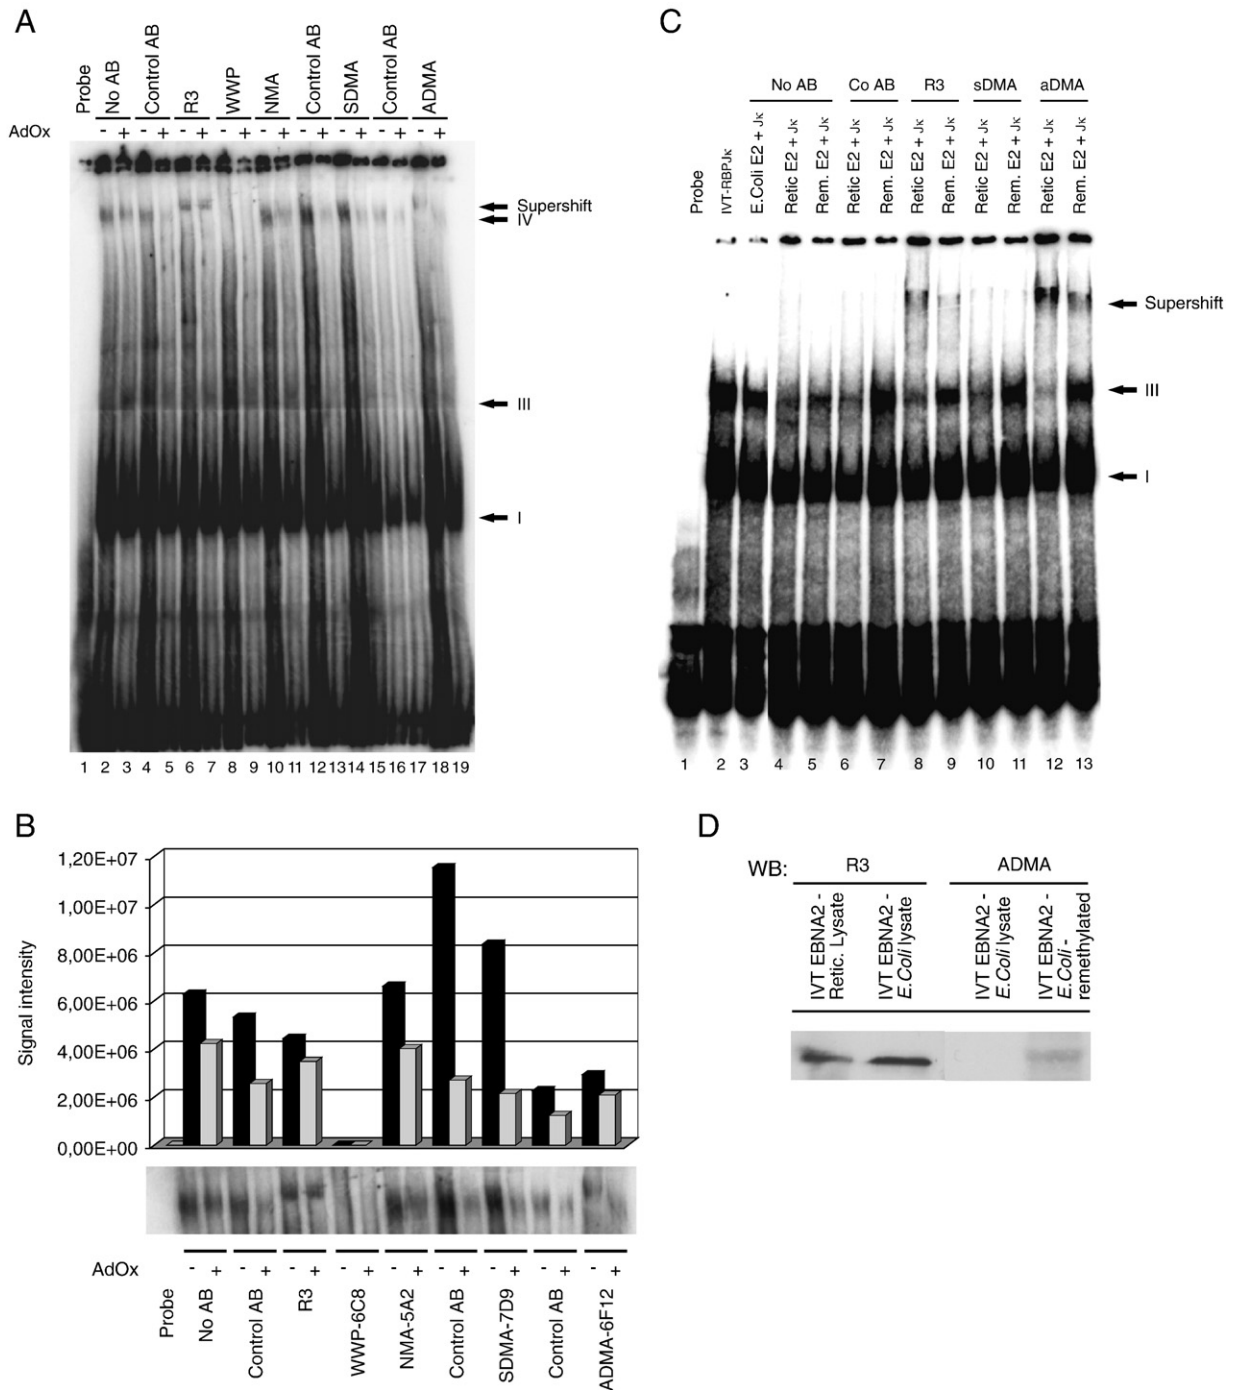 A
Probe
No AB
Control AB
R3
WWP
NMA
Control AB
SDMA
Control AB
ADMA
AdOx
- + - + - + - + - + - + - + - + - +
Supershift
IV
III
I
1 2 3 4 5 6 7 8 9 10 11 12 13 14 15 16 17 18 19
B
1,20E+07
1,00E+07
8,00E+06
6,00E+06
4,00E+06
2,00E+06
0,00E+00
Signal intensity
AdOx
- + - + - + - + - + - + - + - + - +
Probe
No AB
Control AB
R3
WWP-6C8
NMA-5A2
Control AB
SDMA-7D9
Control AB
ADMA-6F12
C
No AB
Co AB
R3
sDMA
aDMA
Probe
IVT-RBPJκ
E.Coli E2 + Jκ
Retic E2 + Jκ
Rem. E2 + Jκ
Retic E2 + Jκ
Rem. E2 + Jκ
Retic E2 + Jκ
Rem. E2 + Jκ
Retic E2 + Jκ
Rem. E2 + Jκ
Retic E2 + Jκ
Rem. E2 + Jκ
Supershift
III
I
1 2 3 4 5 6 7 8 9 10 11 12 13
D
WB:
R3
ADMA
IVT EBNA2 -
Retic. Lysate
IVT EBNA2 -
E.Coli lysate
IVT EBNA2 -
E.Coli lysate
IVT EBNA2 -
E.Coli -
remethylated